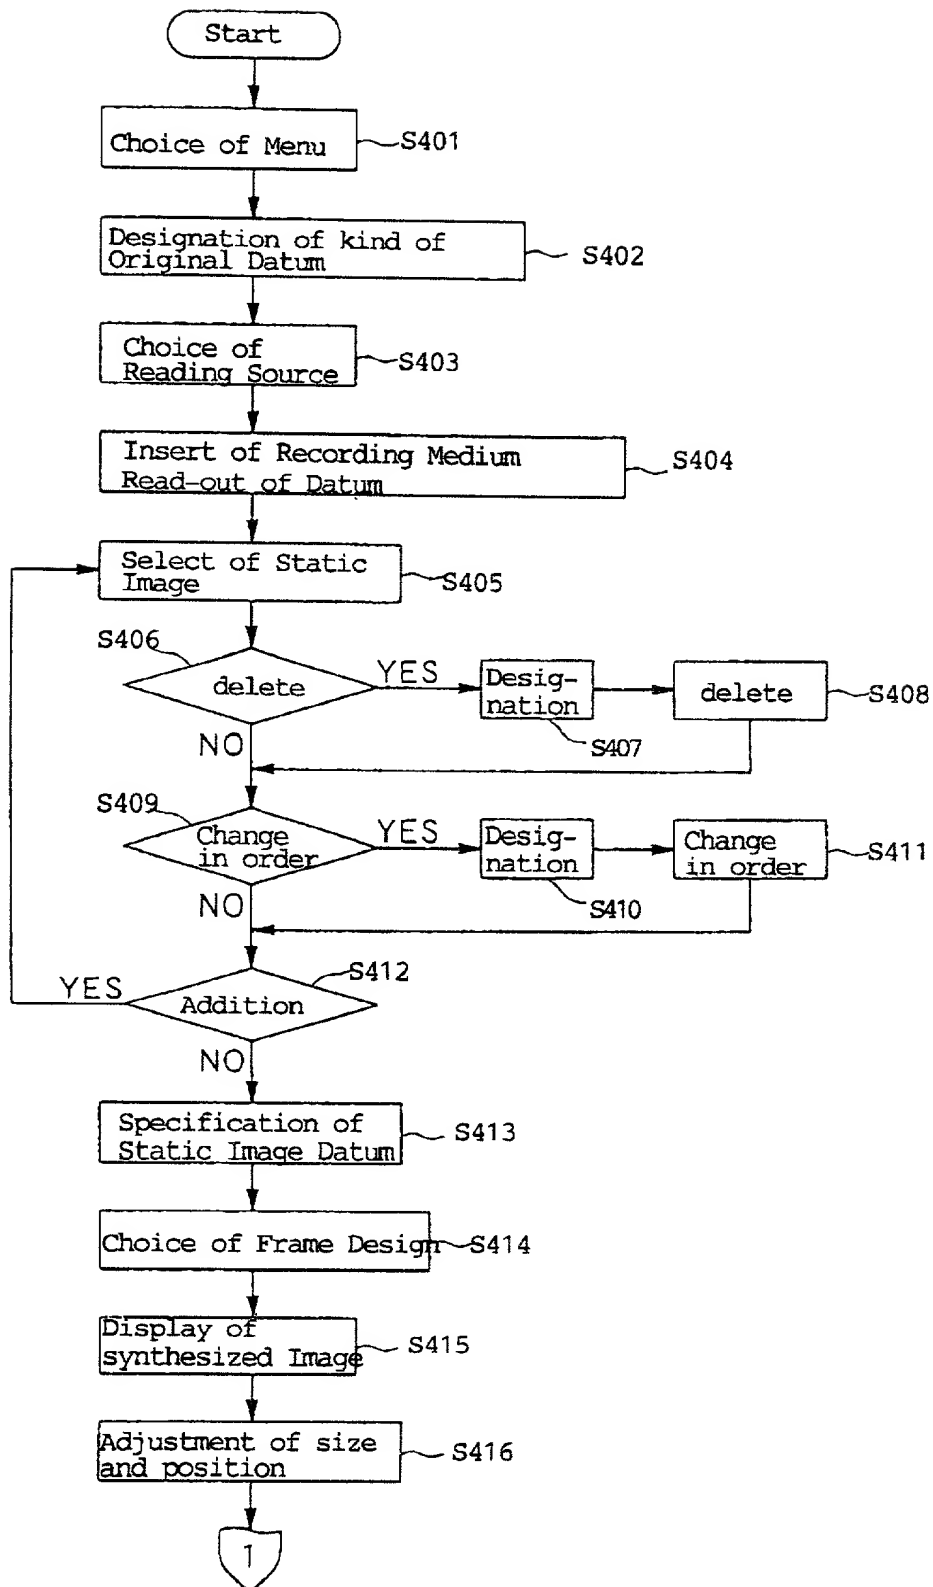 Start
Choice of Menu
S401
Designation of kind of
Original Datum
S402
Choice of
Reading Source
S403
Insert of Recording Medium
Read-out of Datum
S404
Select of Static
Image
S405
S406
delete
YES
Desig-
nation
S407
delete
S408
NO
S409
Change
in order
YES
Desig-
nation
S410
Change
in order
S411
NO
S412
Addition
YES
NO
Specification of
Static Image Datum
S413
Choice of Frame Design
S414
Display of
synthesized Image
S415
Adjustment of size
and position
S416
1